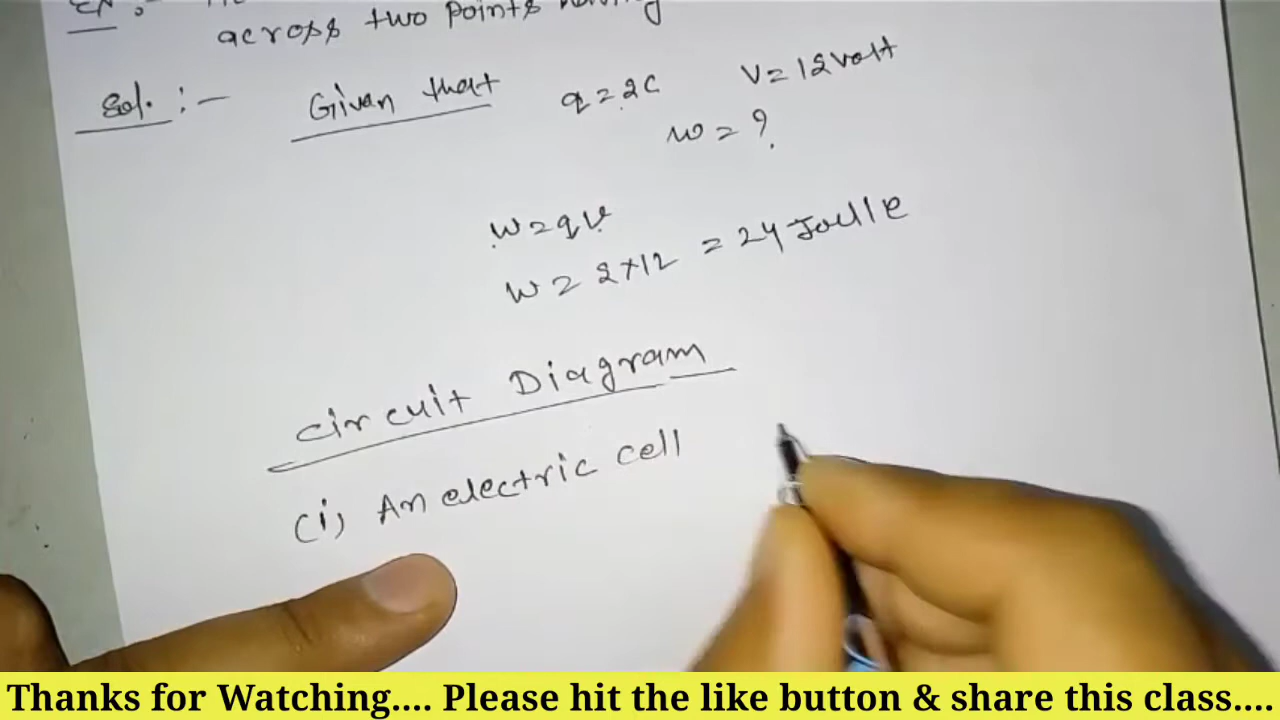 across two points having
Sol. :- Given that q = 2C V = 12 volt
w = ?
w = qv
w = 2×12 = 24 Joulle
Circuit Diagram
(i) An electric cell
Thanks for Watching.... Please hit the like button & share this class....